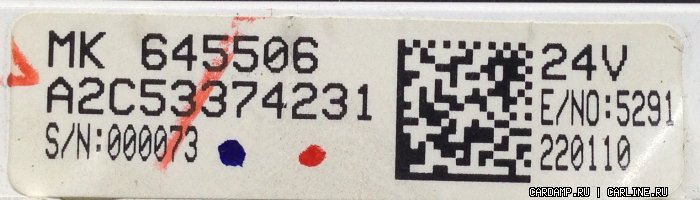 MK 645506
A2C53374231
S/N:000073
24V
E/NO:5291
220110
CARDAMP.RU | CARLINE.RU